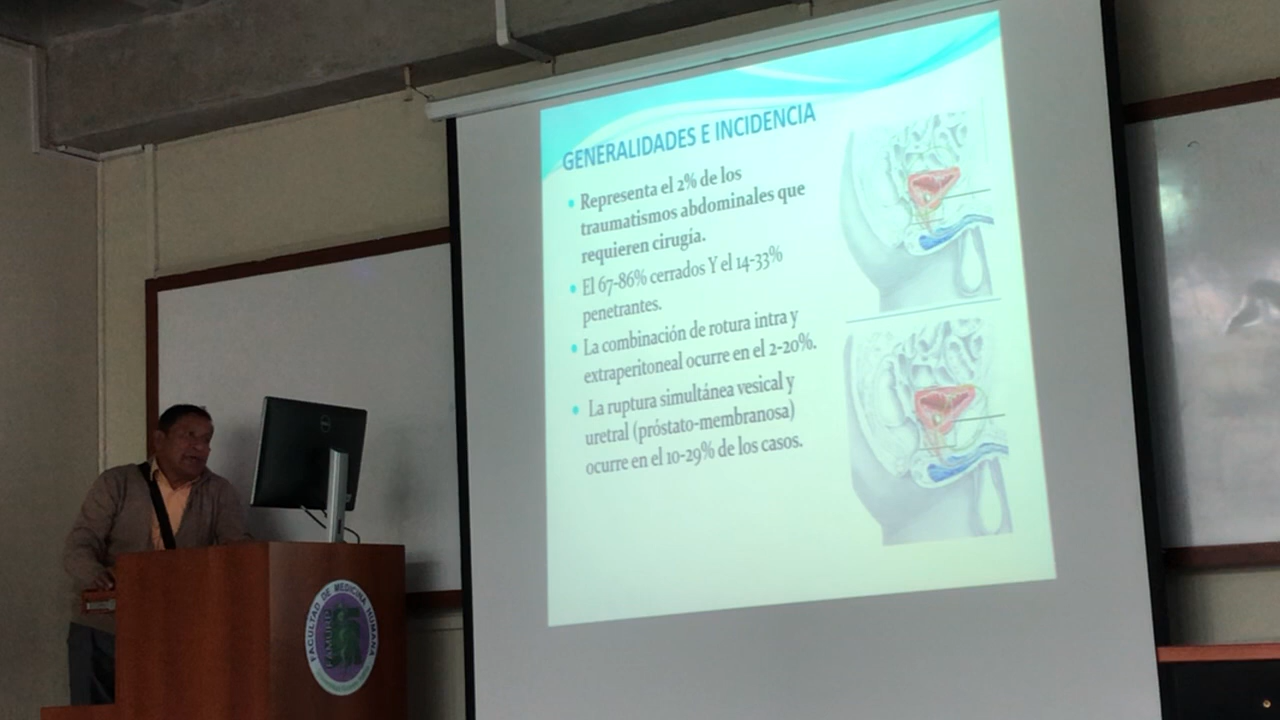 GENERALIDADES E INCIDENCIA
• Representa el 2% de los
traumatismos abdominales que
requieren cirugía.
• El 67-86% cerrados Y el 14-33%
penetrantes.
• La combinación de rotura intra y
extraperitoneal ocurre en el 2-20%.
• La ruptura simultánea vesical y
uretral (próstato-membranosa)
ocurre en el 10-29% de los casos.
DELL
FACULTAD DE MEDICINA HUMANA
FAMURP